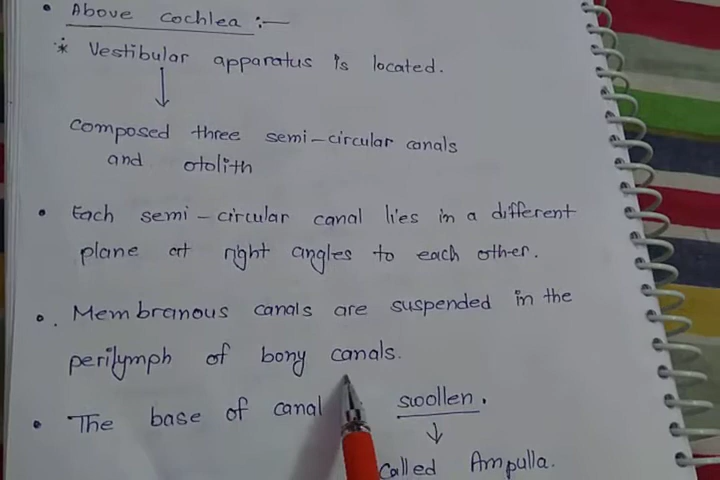 • Above cochlea :—
* Vestibular apparatus is located.
↓
composed three semi-circular canals
and otolith
• Each semi-circular canal lies in a different
plane at right angles to each other.
• . Membranous canals are suspended in the
perilymph of bony canals.
• The base of canal swollen.
↓
called Ampulla.